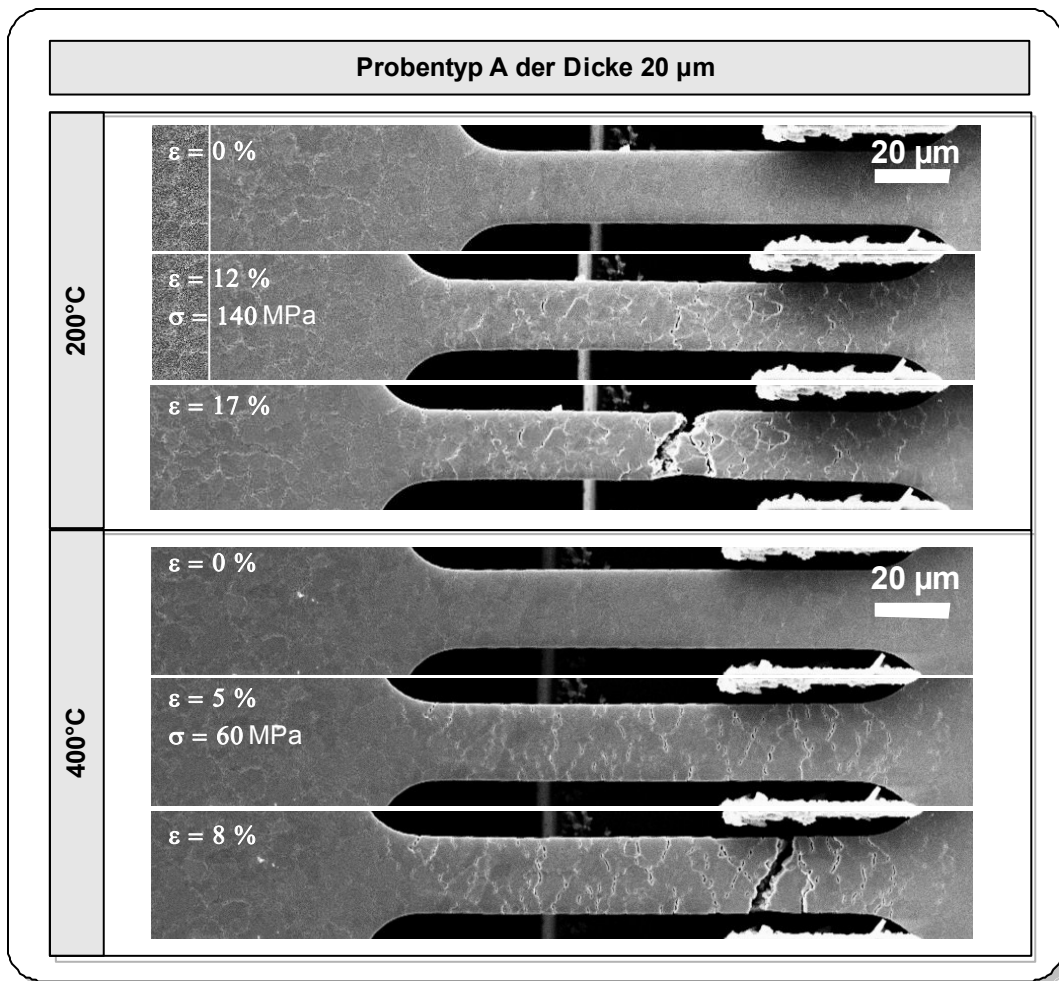 Probentyp A der Dicke 20 µm
200°C
ε = 0 %
20 µm
ε = 12 %
σ = 140 MPa
ε = 17 %
400°C
ε = 0 %
20 µm
ε = 5 %
σ = 60 MPa
ε = 8 %